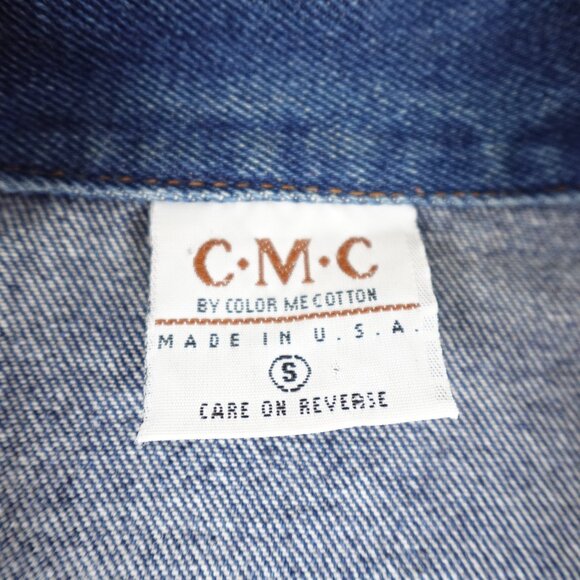 C·M·C
BY COLOR ME COTTON
MADE IN U.S.A.
S
CARE ON REVERSE